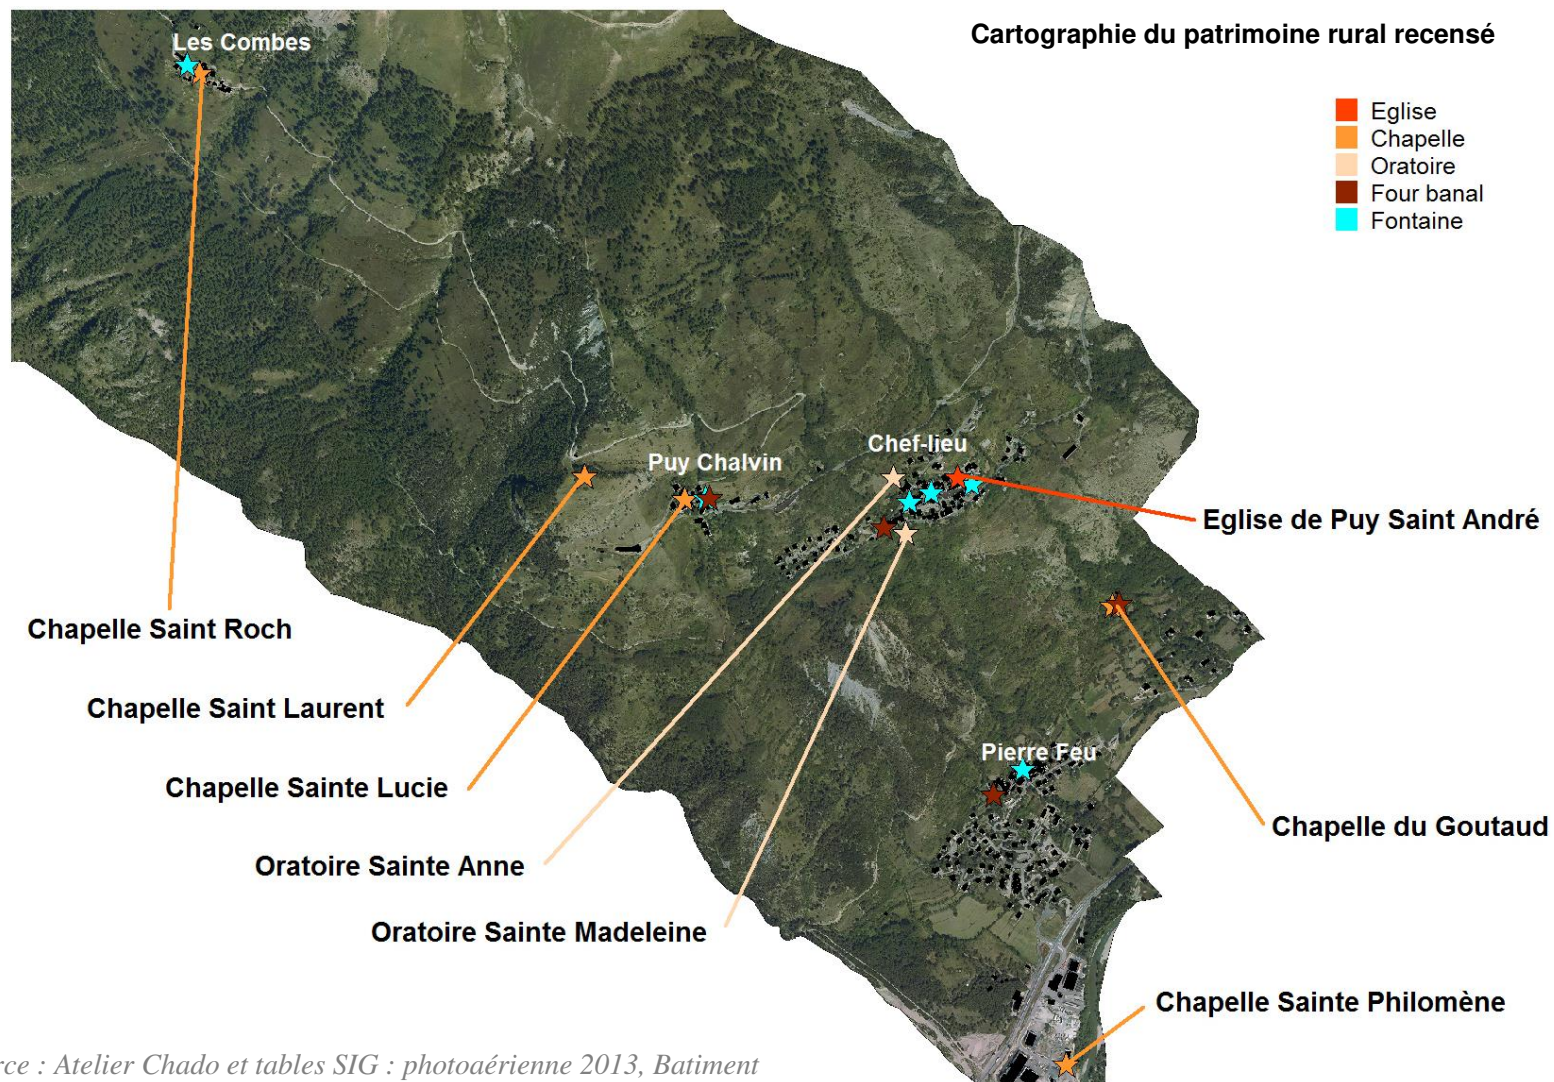 Cartographie du patrimoine rural recensé
Eglise
Chapelle
Oratoire
Four banal
Fontaine
Les Combes
Chef-lieu
Puy Chalvin
Eglise de Puy Saint André
Chapelle Saint Roch
Chapelle Saint Laurent
Pierre Feu
Chapelle Sainte Lucie
Chapelle du Goutaud
Oratoire Sainte Anne
Oratoire Sainte Madeleine
Chapelle Sainte Philomène
rce : Atelier Chado et tables SIG : photoaérienne 2013, Batiment